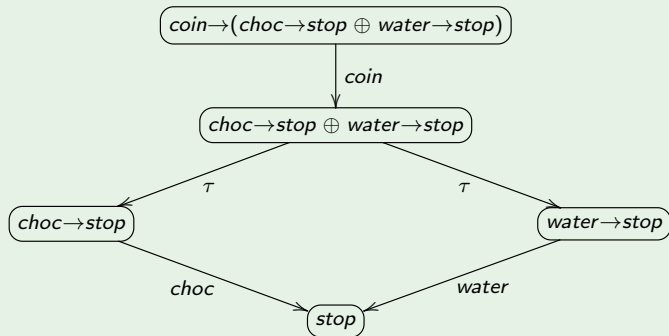 coin→(choc→stop ⊕ water→stop)
coin
choc→stop ⊕ water→stop
τ τ
choc→stop water→stop
choc water
stop